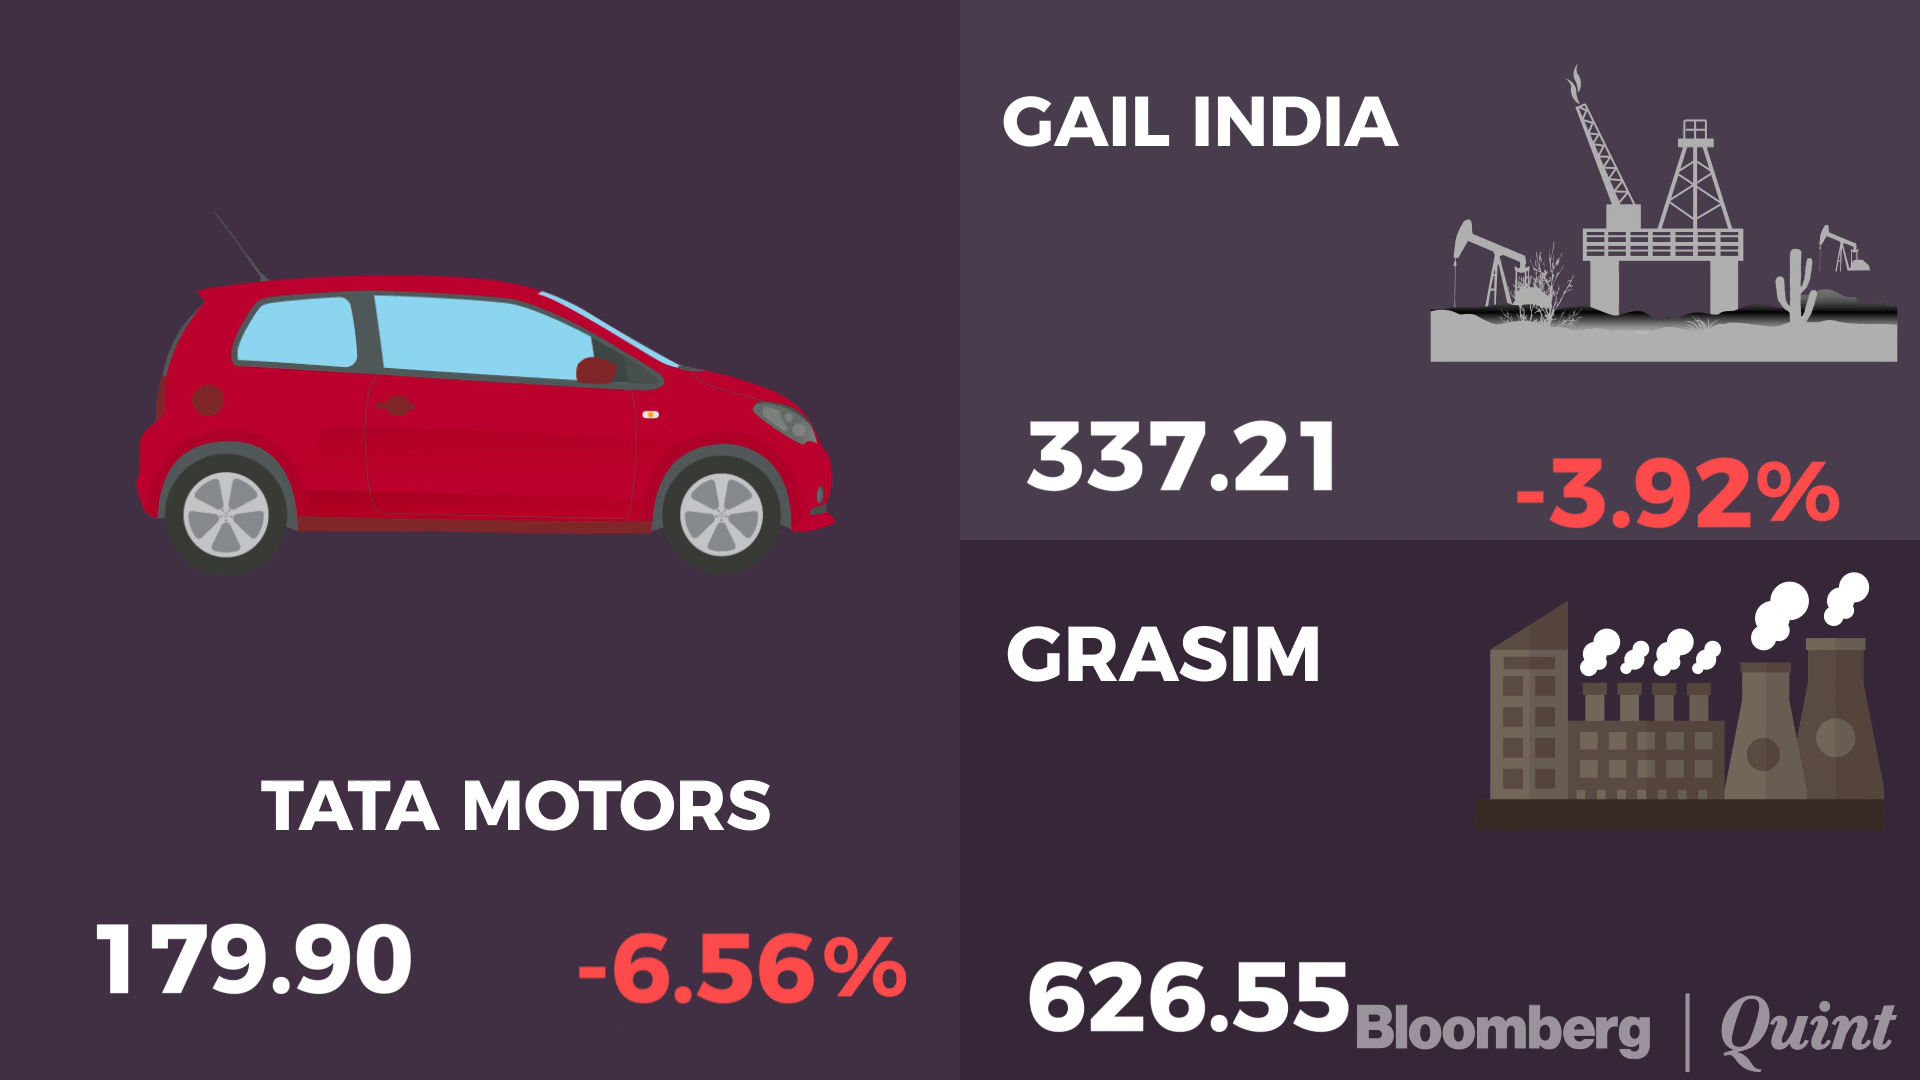 TATA MOTORS
179.90 -6.56%
GAIL INDIA
337.21 -3.92%
GRASIM
626.55
Bloomberg | Quint